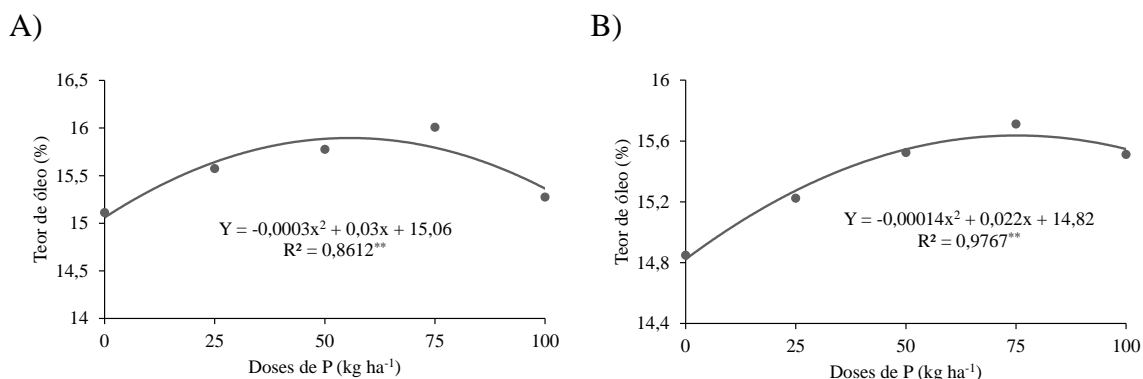 A)
16,5
16
15,5
15
14,5
14
Teor de óleo (%)
Y = -0,0003x² + 0,03x + 15,06
R² = 0,8612**
0 25 50 75 100
Doses de P (kg ha⁻¹)
B)
16
15,6
15,2
14,8
14,4
Teor de óleo (%)
Y = -0,00014x² + 0,022x + 14,82
R² = 0,9767**
0 25 50 75 100
Doses de P (kg ha⁻¹)